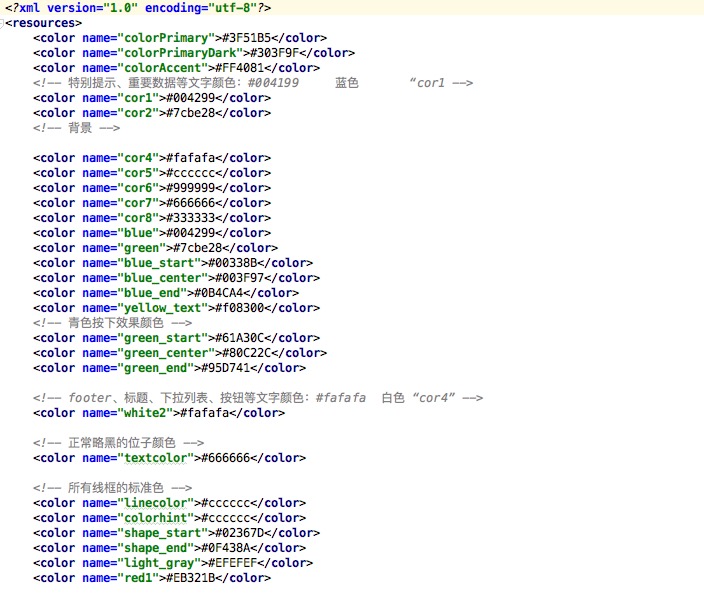 <?xml version="1.0" encoding="utf-8"?>
<resources>
<color name="colorPrimary">#3F51B5</color>
<color name="colorPrimaryDark">#303F9F</color>
<color name="colorAccent">#FF4081</color>
<!-- 特别提示、重要数据等文字颜色：#004199 蓝色 “cor1 -->
<color name="cor1">#004299</color>
<color name="cor2">#7cbe28</color>
<!-- 背景 -->
<color name="cor4">#fafafa</color>
<color name="cor5">#cccccc</color>
<color name="cor6">#999999</color>
<color name="cor7">#666666</color>
<color name="cor8">#333333</color>
<color name="blue">#004299</color>
<color name="green">#7cbe28</color>
<color name="blue_start">#00338B</color>
<color name="blue_center">#003F97</color>
<color name="blue_end">#0B4CA4</color>
<color name="yellow_text">#f08300</color>
<!-- 青色按下效果颜色 -->
<color name="green_start">#61A30C</color>
<color name="green_center">#80C22C</color>
<color name="green_end">#95D741</color>
<!-- footer、标题、下拉列表、按钮等文字颜色：#fafafa 白色 “cor4” -->
<color name="white2">#fafafa</color>
<!-- 正常略黑的位子颜色 -->
<color name="textcolor">#666666</color>
<!-- 所有线框的标准色 -->
<color name="linecolor">#cccccc</color>
<color name="colorhint">#cccccc</color>
<color name="shape_start">#02367D</color>
<color name="shape_end">#0F438A</color>
<color name="light_gray">#EFEFEF</color>
<color name="red1">#EB321B</color>